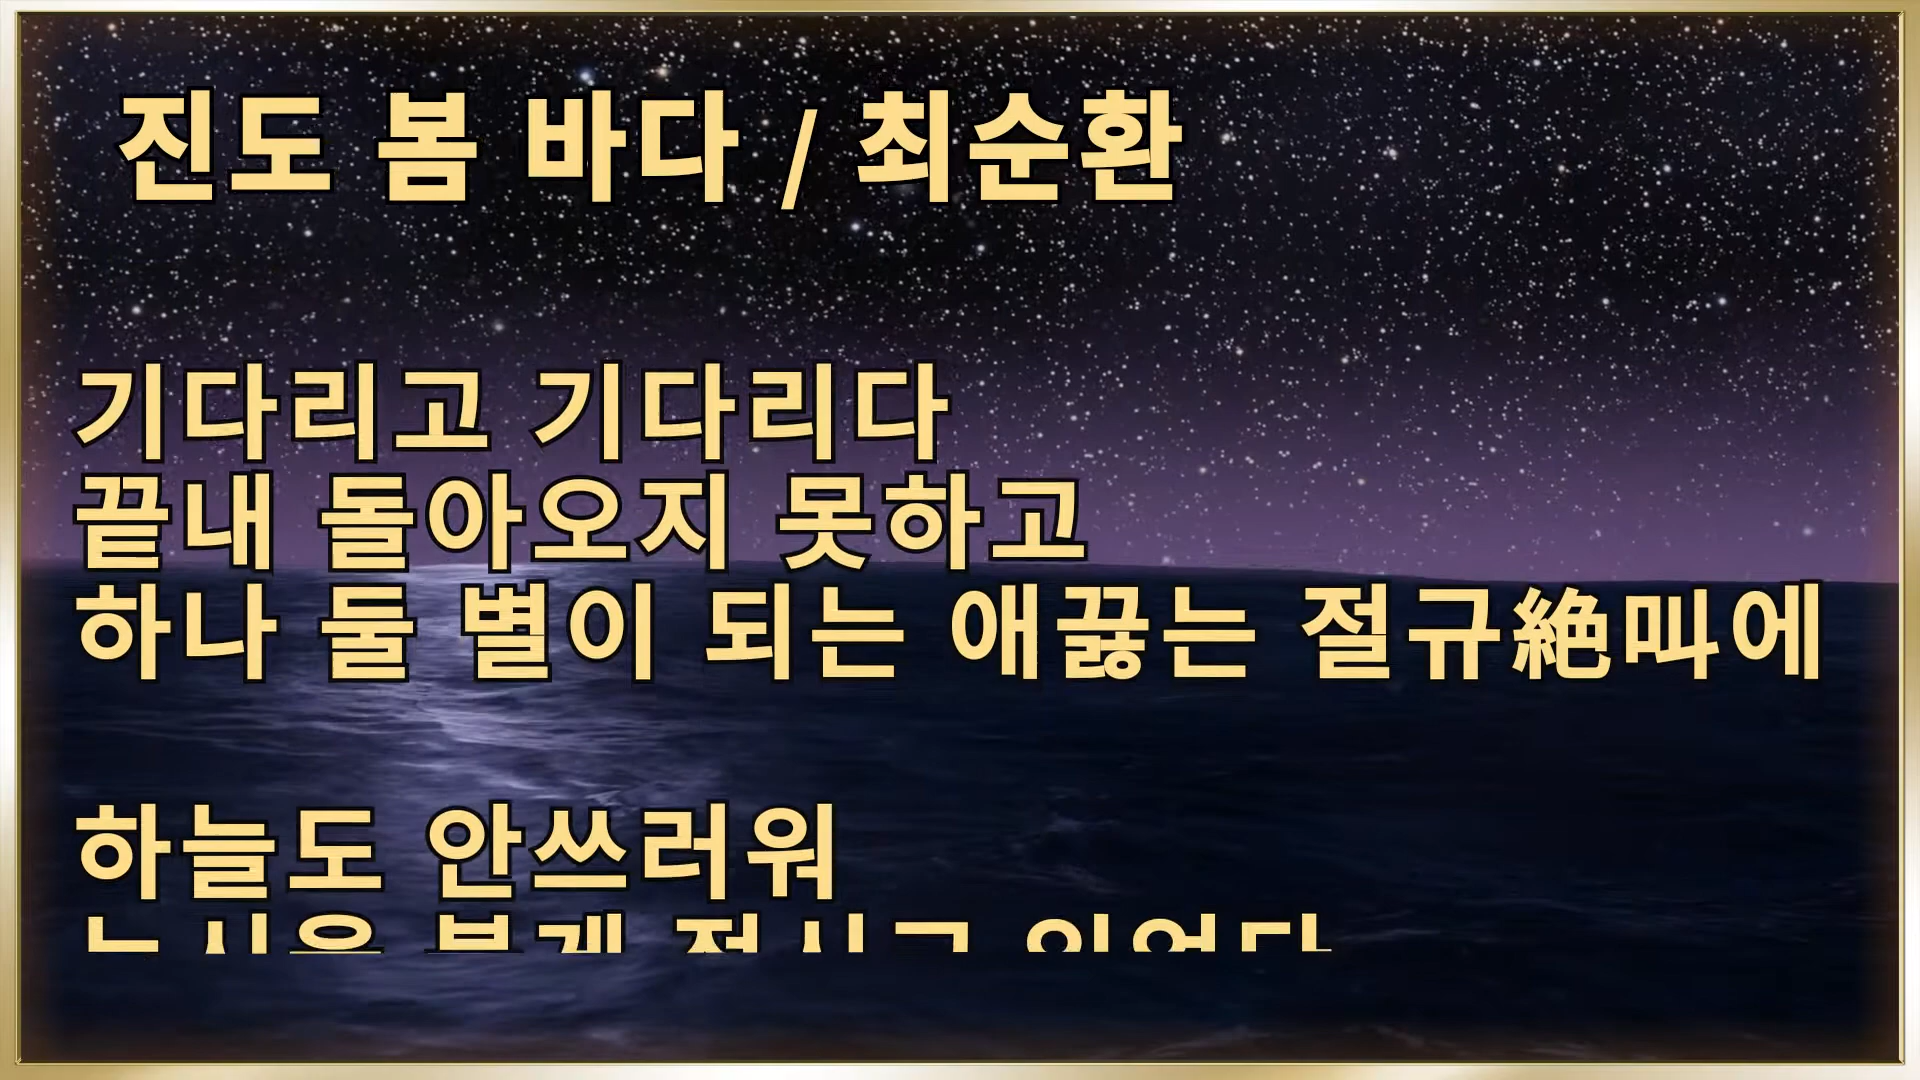 진도 봄 바다 / 최순환
기다리고 기다리다
끝내 돌아오지 못하고
하나 둘 별이 되는 애끓는 절규絶叫에
하늘도 안쓰러워